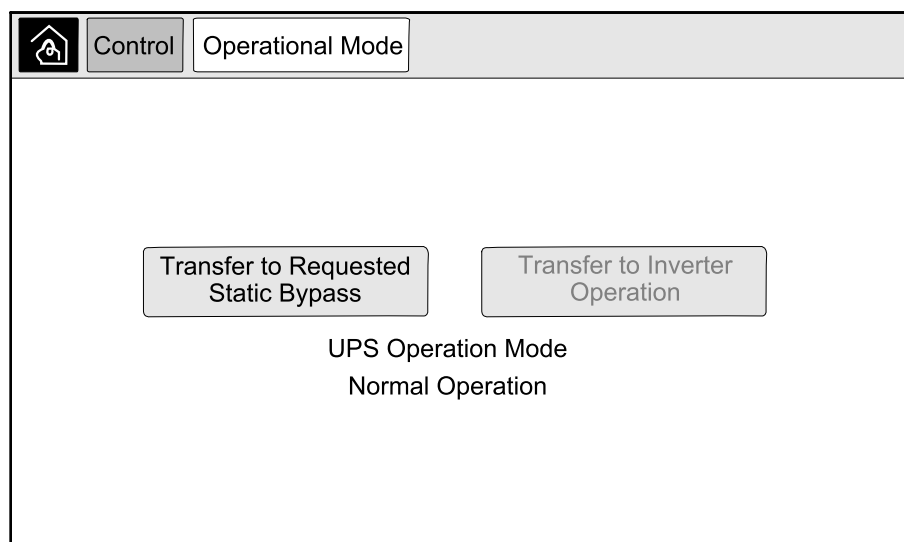 Control Operational Mode
Transfer to Requested Transfer to Inverter
Static Bypass Operation
UPS Operation Mode
Normal Operation